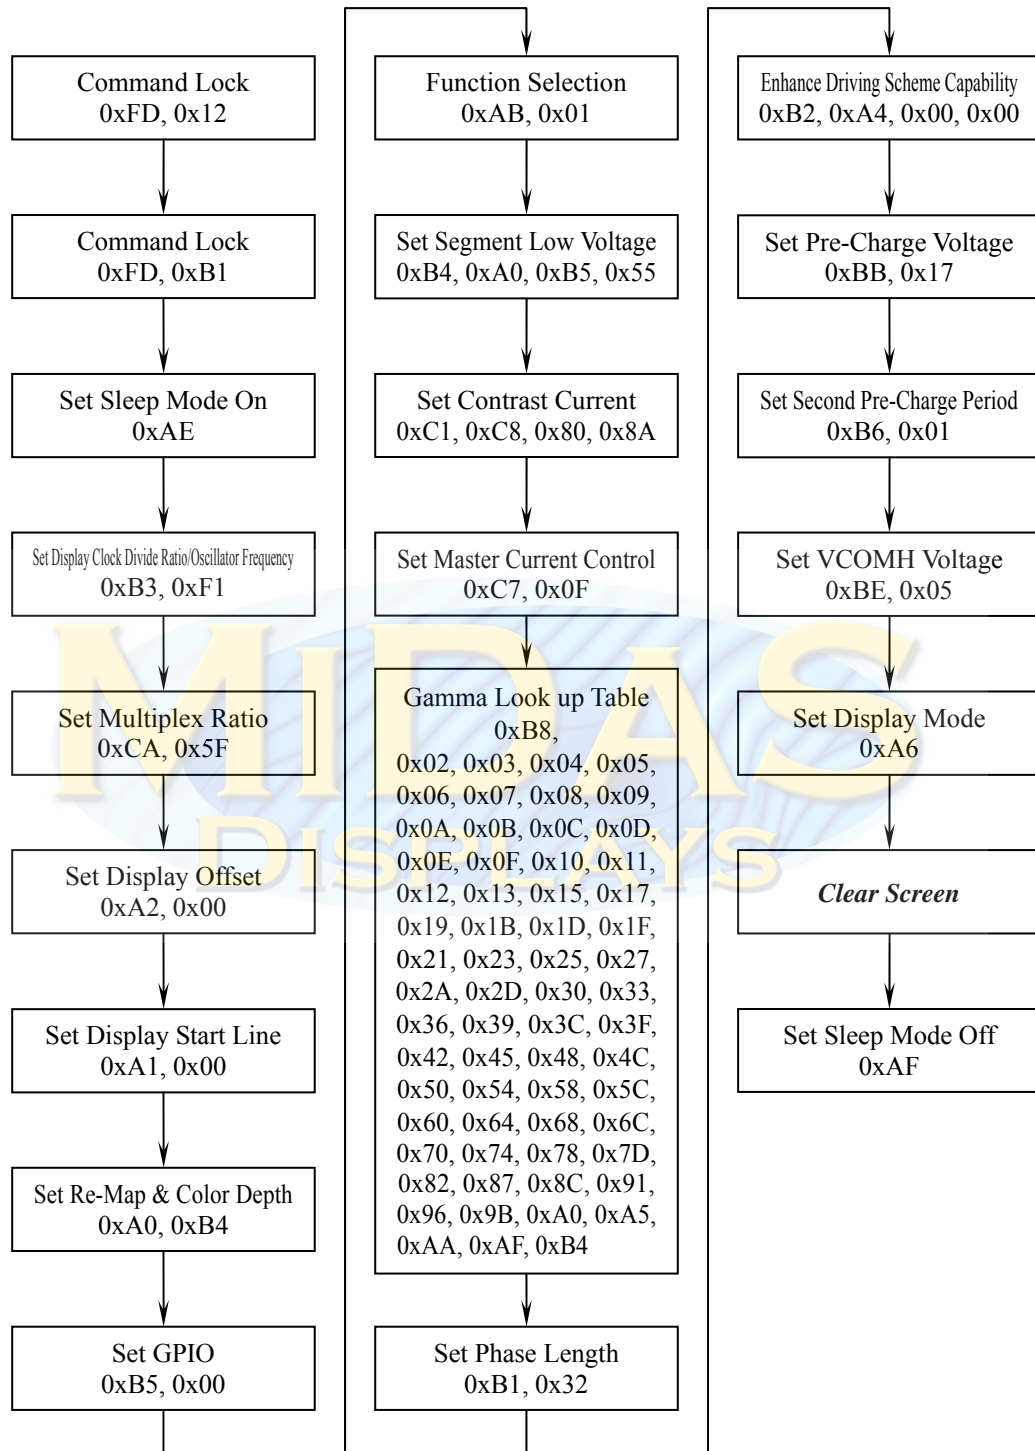 Command Lock
0xFD, 0x12
Command Lock
0xFD, 0xB1
Set Sleep Mode On
0xAE
Set Display Clock Divide Ratio/Oscillator Frequency
0xB3, 0xF1
Set Multiplex Ratio
0xCA, 0x5F
Set Display Offset
0xA2, 0x00
Set Display Start Line
0xA1, 0x00
Set Re-Map & Color Depth
0xA0, 0xB4
Set GPIO
0xB5, 0x00
Function Selection
0xAB, 0x01
Set Segment Low Voltage
0xB4, 0xA0, 0xB5, 0x55
Set Contrast Current
0xC1, 0xC8, 0x80, 0x8A
Set Master Current Control
0xC7, 0x0F
Gamma Look up Table
0xB8,
0x02, 0x03, 0x04, 0x05,
0x06, 0x07, 0x08, 0x09,
0x0A, 0x0B, 0x0C, 0x0D,
0x0E, 0x0F, 0x10, 0x11,
0x12, 0x13, 0x15, 0x17,
0x19, 0x1B, 0x1D, 0x1F,
0x21, 0x23, 0x25, 0x27,
0x2A, 0x2D, 0x30, 0x33,
0x36, 0x39, 0x3C, 0x3F,
0x42, 0x45, 0x48, 0x4C,
0x50, 0x54, 0x58, 0x5C,
0x60, 0x64, 0x68, 0x6C,
0x70, 0x74, 0x78, 0x7D,
0x82, 0x87, 0x8C, 0x91,
0x96, 0x9B, 0xA0, 0xA5,
0xAA, 0xAF, 0xB4
Set Phase Length
0xB1, 0x32
Enhance Driving Scheme Capability
0xB2, 0xA4, 0x00, 0x00
Set Pre-Charge Voltage
0xBB, 0x17
Set Second Pre-Charge Period
0xB6, 0x01
Set VCOMH Voltage
0xBE, 0x05
Set Display Mode
0xA6
Clear Screen
Set Sleep Mode Off
0xAF
MIDAS
DISPLAYS